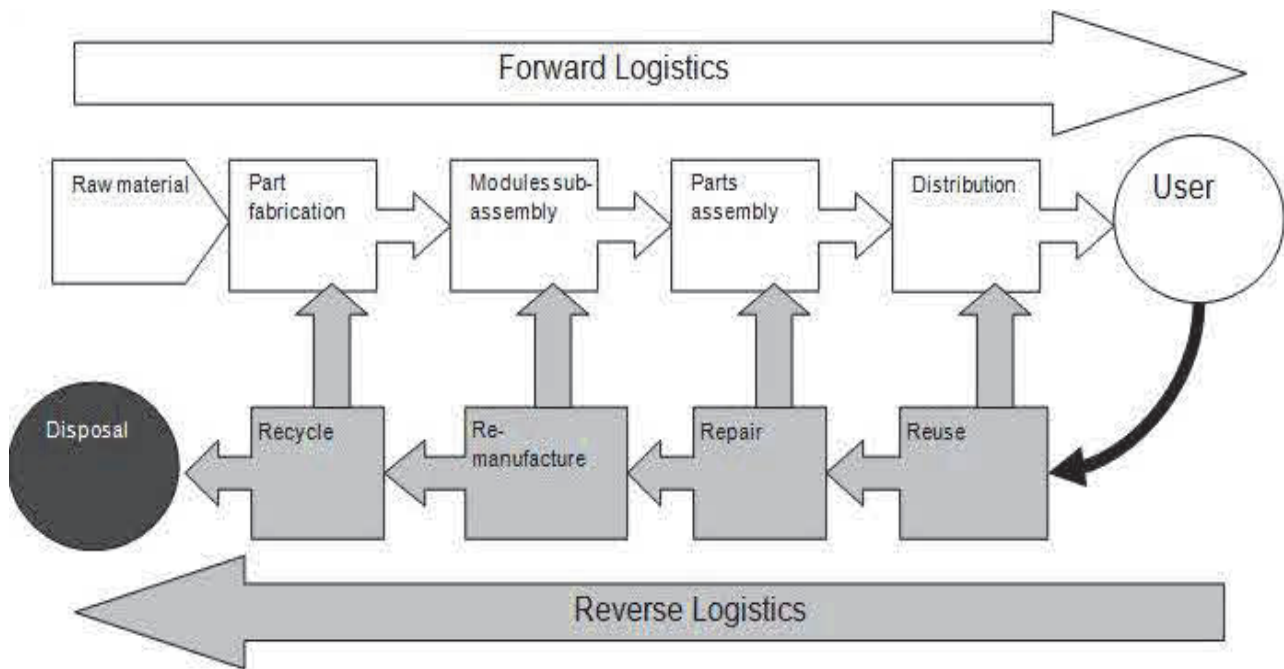 Forward Logistics
Raw material
Part
fabrication
Modules sub-
assembly
Parts
assembly
Distribution
User
Disposal
Recycle
Re-
manufacture
Repair
Reuse
Reverse Logistics